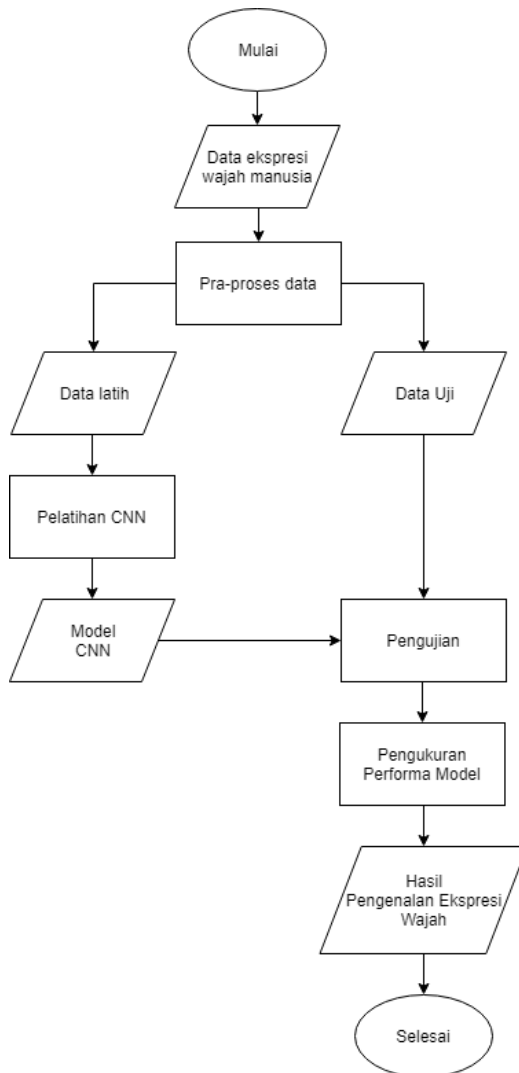 Mulai
Data ekspresi
wajah manusia
Pra-proses data
Data latih
Data Uji
Pelatihan CNN
Model
CNN
Pengujian
Pengukuran
Performa Model
Hasil
Pengenalan Ekspresi
Wajah
Selesai